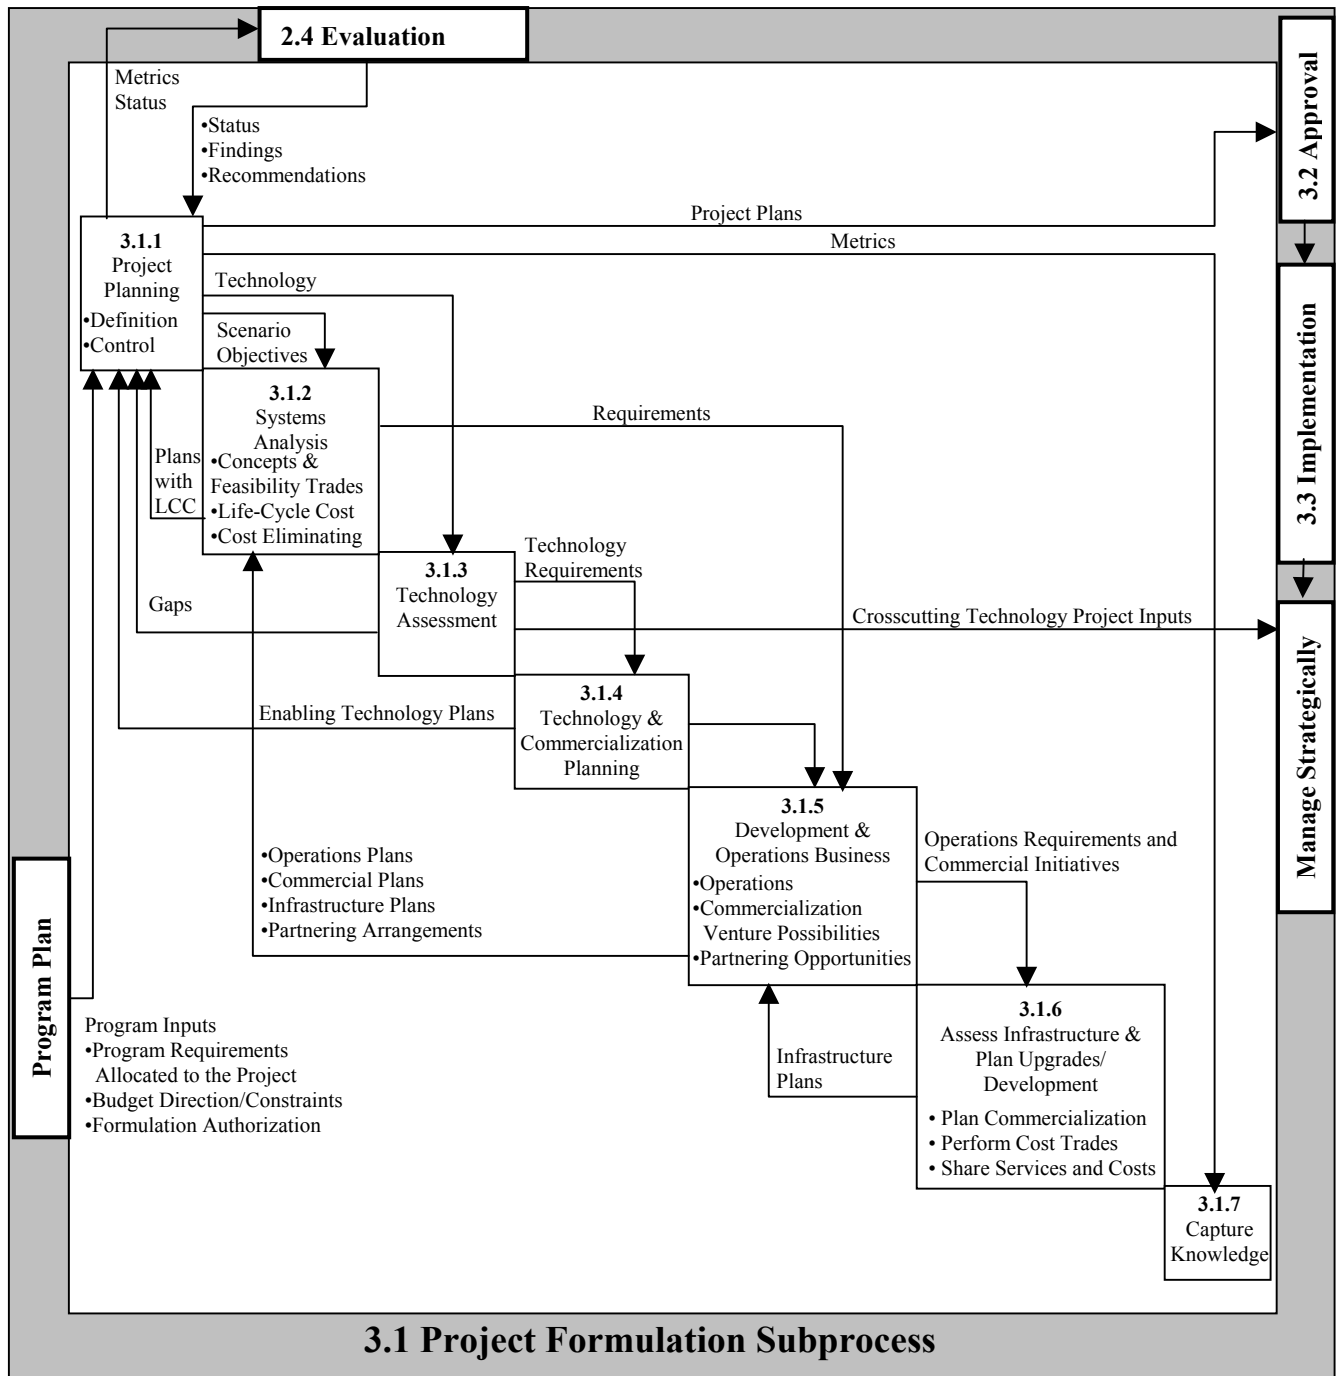 2.4 Evaluation
Metrics
Status
•Status
•Findings
•Recommendations
3.2 Approval
Project Plans
Metrics
3.1.1
Project
Planning
•Definition
•Control
Technology
Scenario
Objectives
3.3 Implementation
3.1.2
Systems
Analysis
•Concepts &
Feasibility Trades
•Life-Cycle Cost
•Cost Eliminating
Requirements
Plans
with
LCC
3.1.3
Technology
Assessment
Technology
Requirements
Gaps
Crosscutting Technology Project Inputs
Manage Strategically
3.1.4
Technology &
Commercialization
Planning
Enabling Technology Plans
3.1.5
Development &
Operations Business
•Operations
•Commercialization
Venture Possibilities
•Partnering Opportunities
Operations Requirements and
Commercial Initiatives
•Operations Plans
•Commercial Plans
•Infrastructure Plans
•Partnering Arrangements
Program Plan
Program Inputs
•Program Requirements
Allocated to the Project
•Budget Direction/Constraints
•Formulation Authorization
Infrastructure
Plans
3.1.6
Assess Infrastructure &
Plan Upgrades/
Development
• Plan Commercialization
• Perform Cost Trades
• Share Services and Costs
3.1.7
Capture
Knowledge
3.1 Project Formulation Subprocess